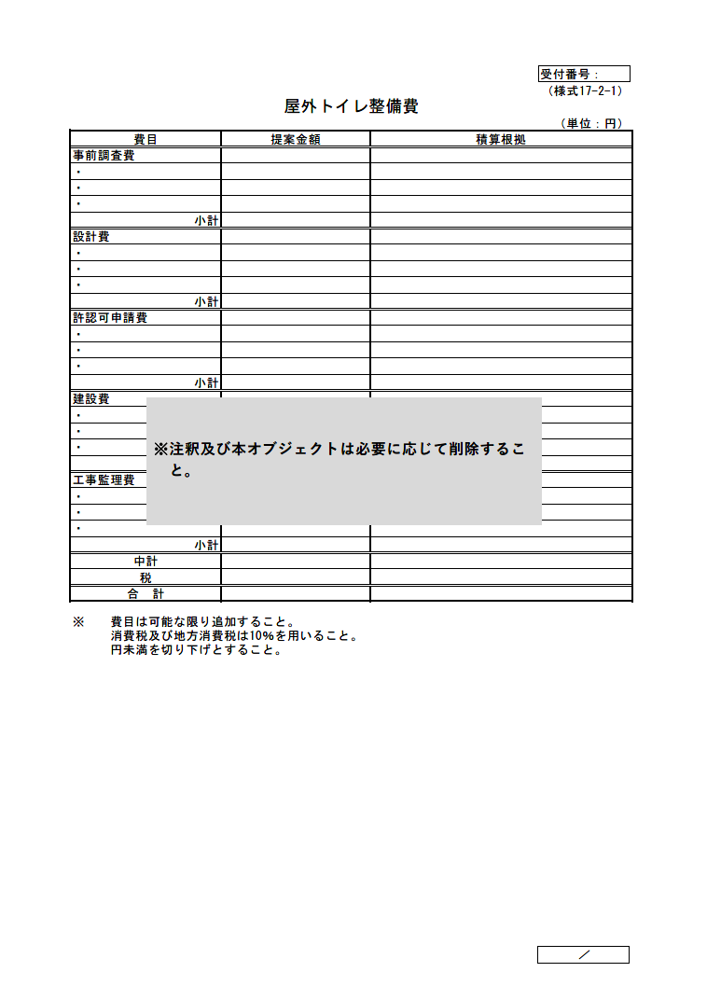 受付番号：
（様式17-2-1）
屋外トイレ整備費
（単位：円）
費目 提案金額 積算根拠
事前調査費
・
・
・
小計
設計費
・
・
・
小計
許認可申請費
・
・
・
小計
建設費
・
・
・
※注釈及び本オブジェクトは必要に応じて削除するこ
と。
工事監理費
・
・
・
小計
中計
税
合　計
※　費目は可能な限り追加すること。
消費税及び地方消費税は10%を用いること。
円未満を切り下げとすること。
／